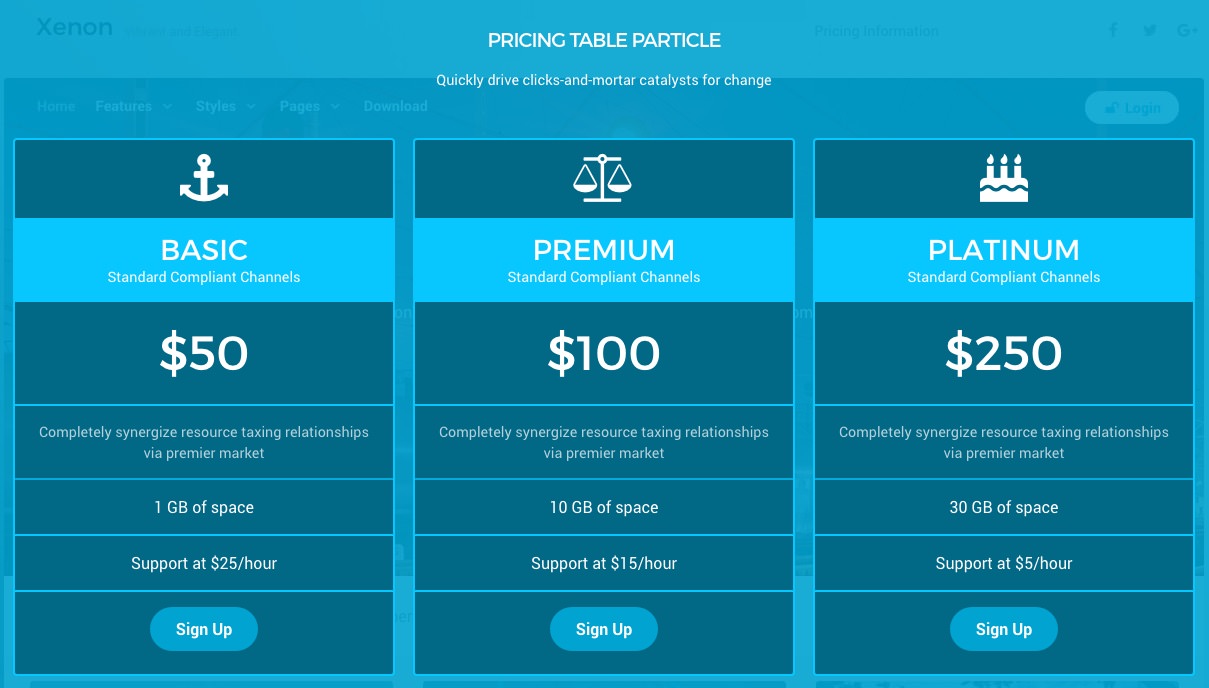 Xenon Vibrant and Elegant
Pricing Information
PRICING TABLE PARTICLE
Quickly drive clicks-and-mortar catalysts for change
Home Features Styles Pages Download
Login
BASIC
Standard Compliant Channels
$50
Completely synergize resource taxing relationships
via premier market
1 GB of space
Support at $25/hour
Sign Up
PREMIUM
Standard Compliant Channels
$100
Completely synergize resource taxing relationships
via premier market
10 GB of space
Support at $15/hour
Sign Up
PLATINUM
Standard Compliant Channels
$250
Completely synergize resource taxing relationships
via premier market
30 GB of space
Support at $5/hour
Sign Up